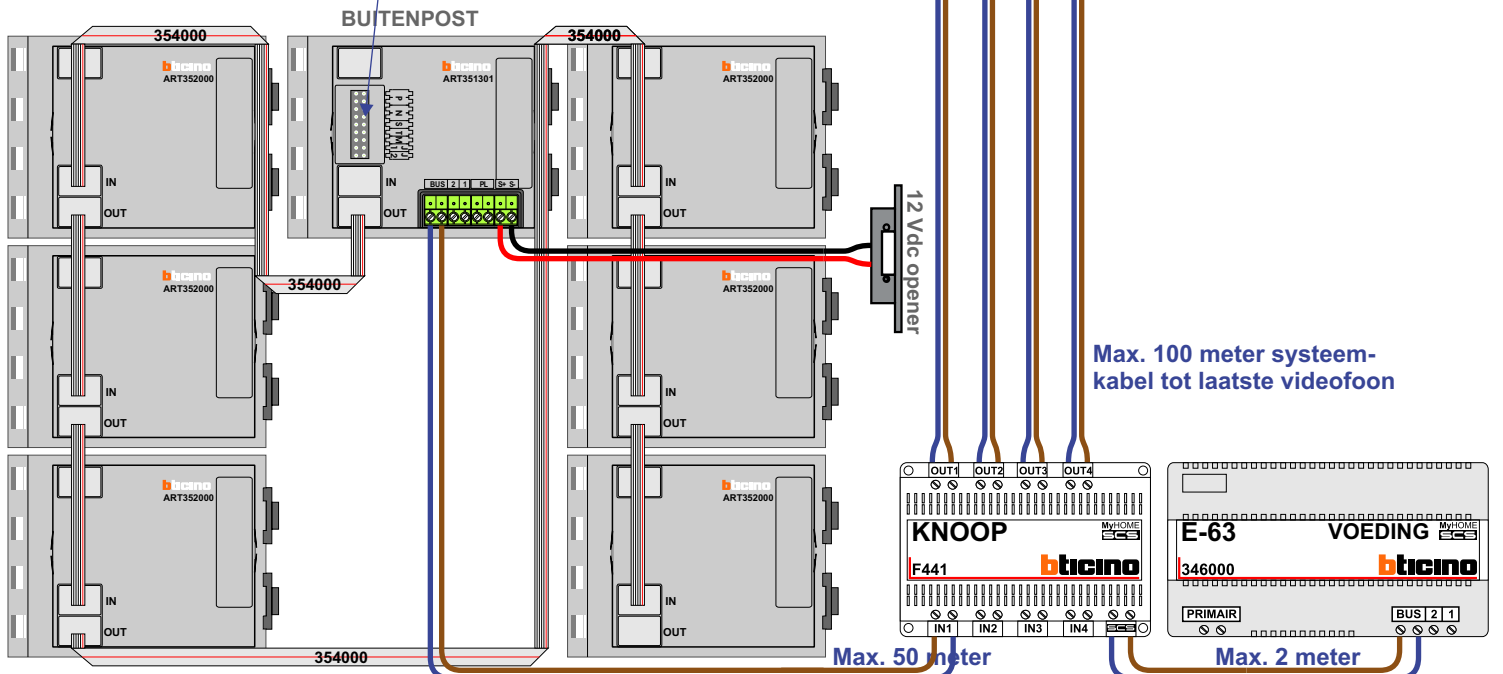 BUITENPOST
354000
354000
bticino
ART352000
IN
OUT
bticino
ART351301
P
N
S
T
M
J1
J2
IN
OUT
BUS 2 1 PL S+ S-
bticino
ART352000
IN
OUT
12 Vdc opener
354000
bticino
ART352000
IN
OUT
bticino
ART352000
IN
OUT
Max. 100 meter systeem-
kabel tot laatste videofoon
bticino
ART352000
IN
OUT
bticino
ART352000
IN
OUT
354000
OUT1 OUT2 OUT3 OUT4
KNOOP
MyHOME
SCS
F441
bticino
IN1 IN2 IN3 IN4 SCS
E-63 VOEDING
MyHOME
SCS
346000
bticino
PRIMAIR
BUS 2 1
Max. 50 meter
Max. 2 meter